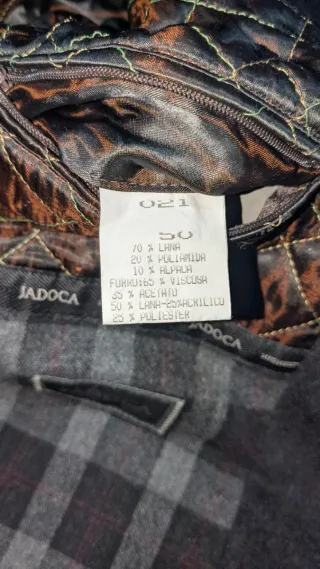 021
50
70 % LANA
20 % POLIAMIDA
10 % ALPACA
FORRO:65 % VISCOSA
35 % ACETATO
50 % LANA-25%ACRILICO
25 % POLIESTER
JADOCA
JADOCA